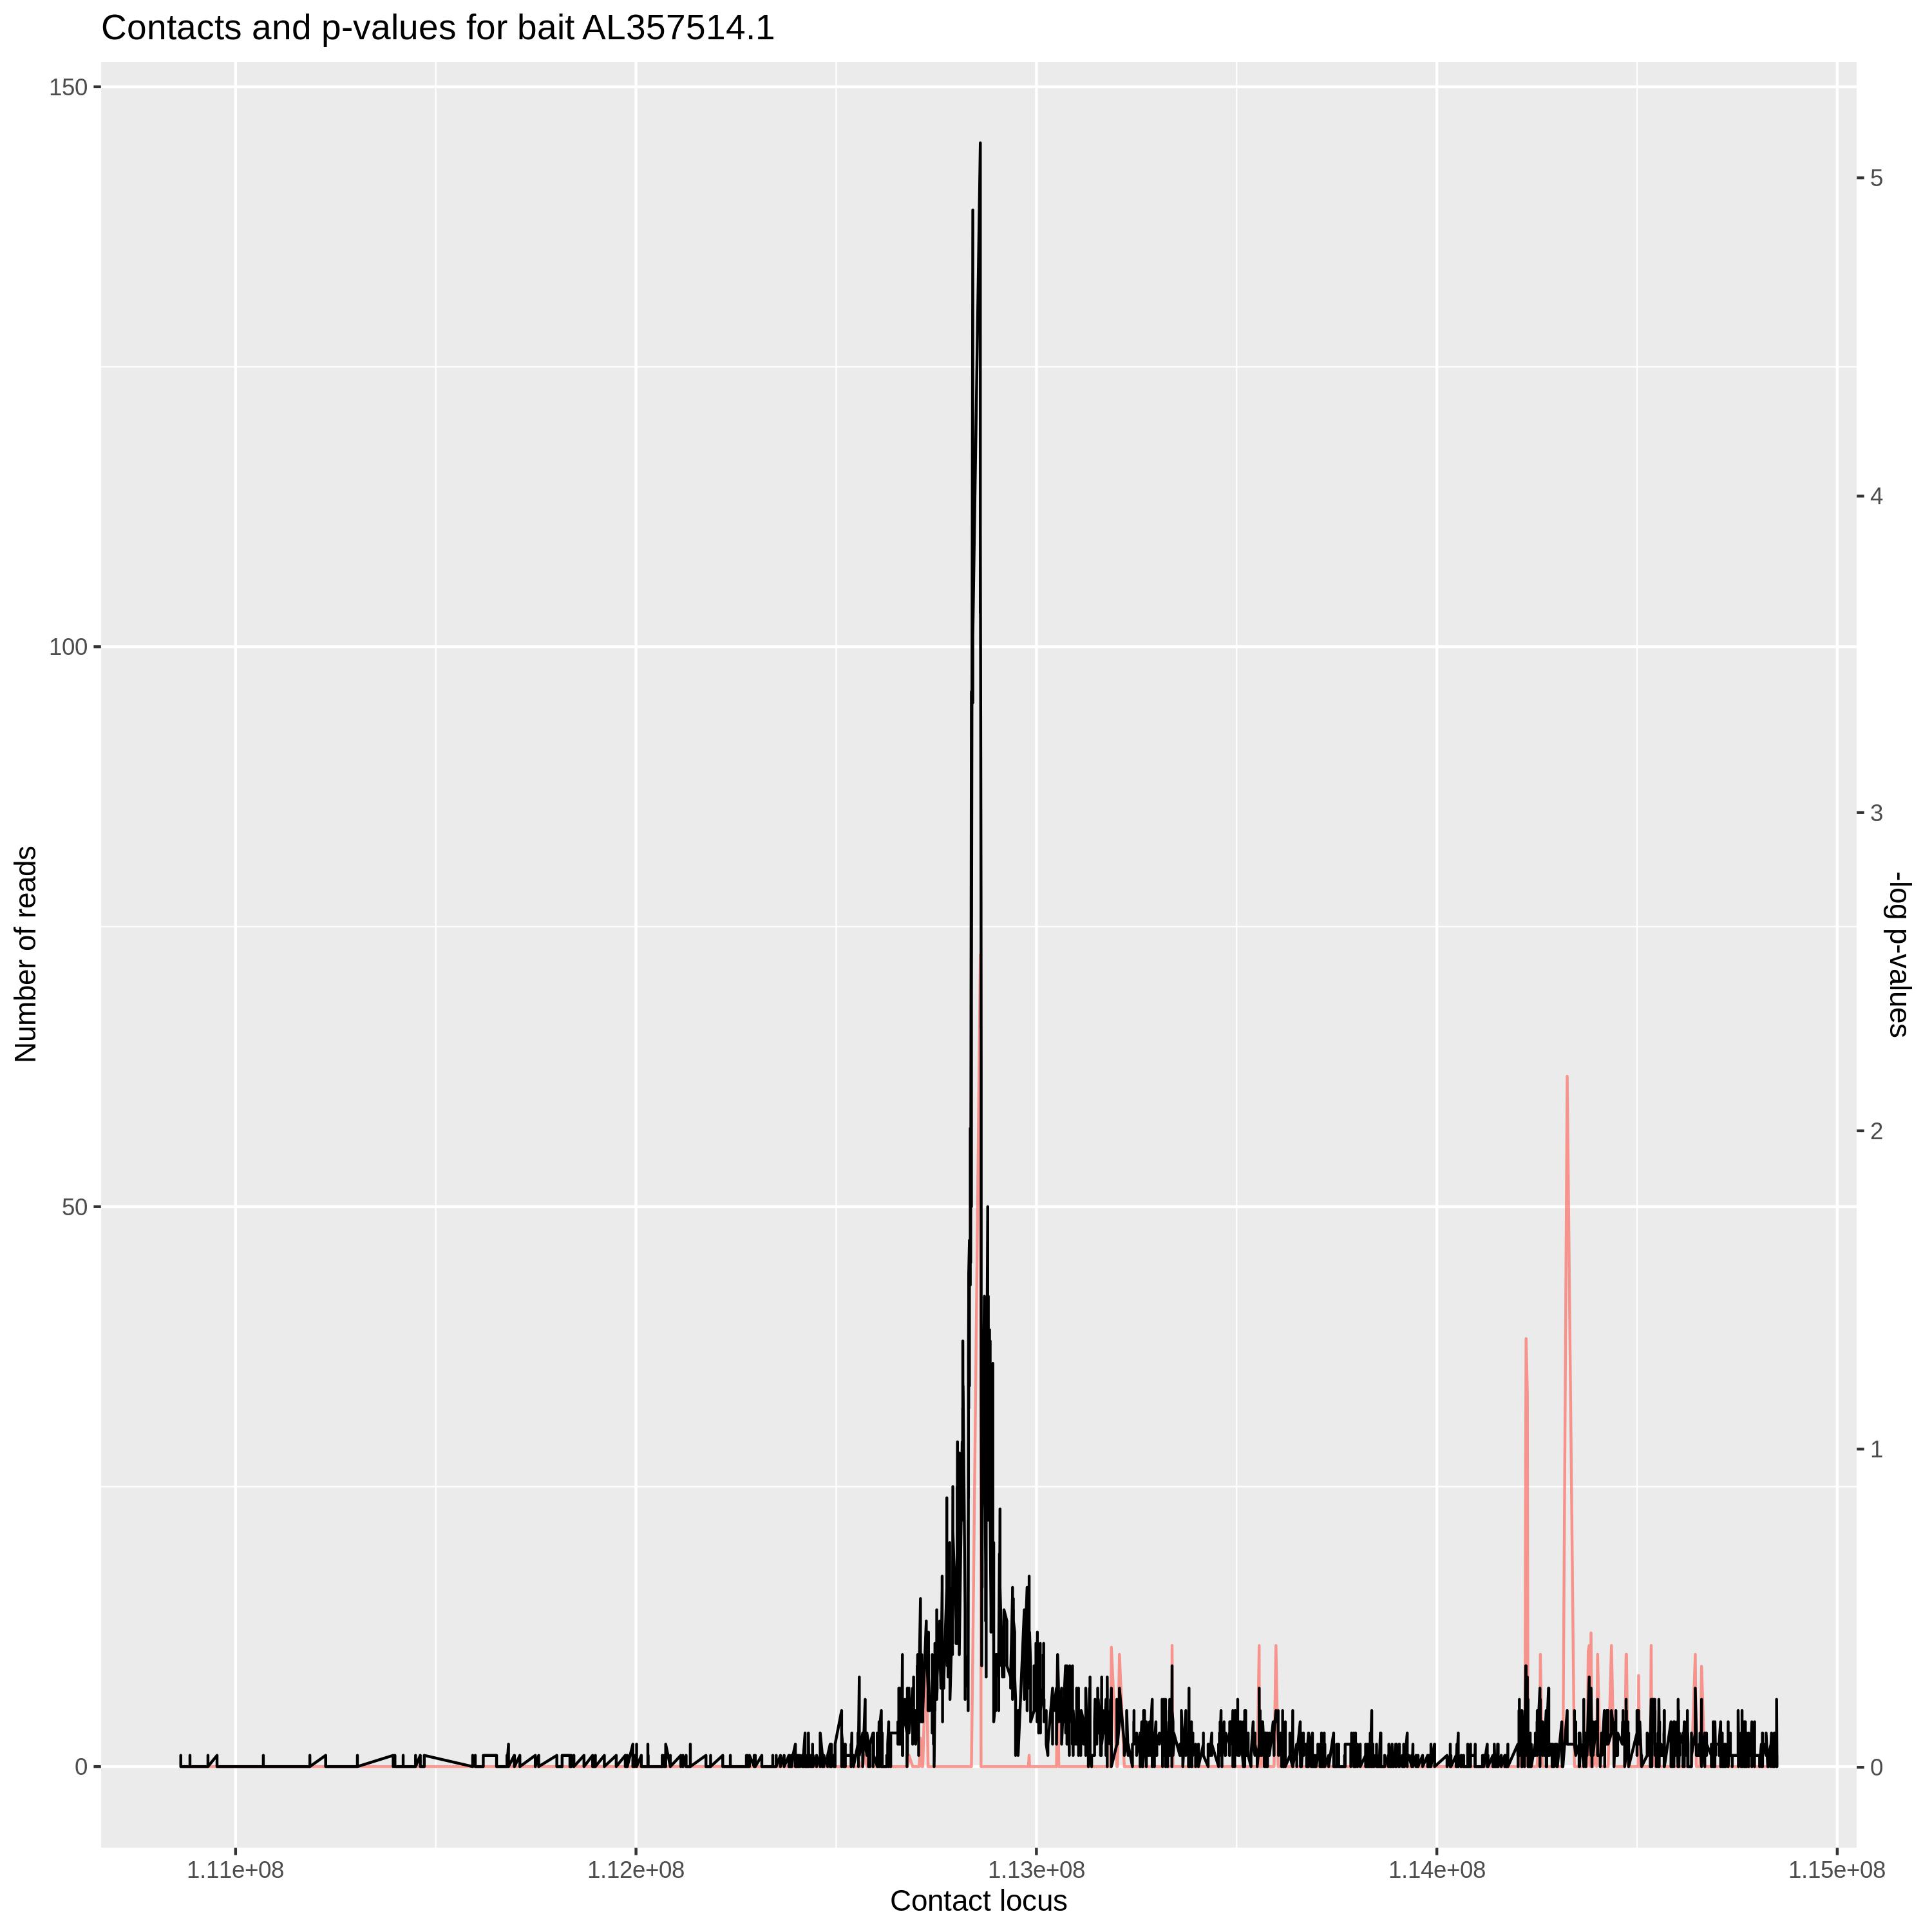 Contacts and p-values for bait AL357514.1
150
100
50
0
Number of reads
5
4
3
2
1
0
-log p-values
1.11e+08
1.12e+08
1.13e+08
1.14e+08
1.15e+08
Contact locus